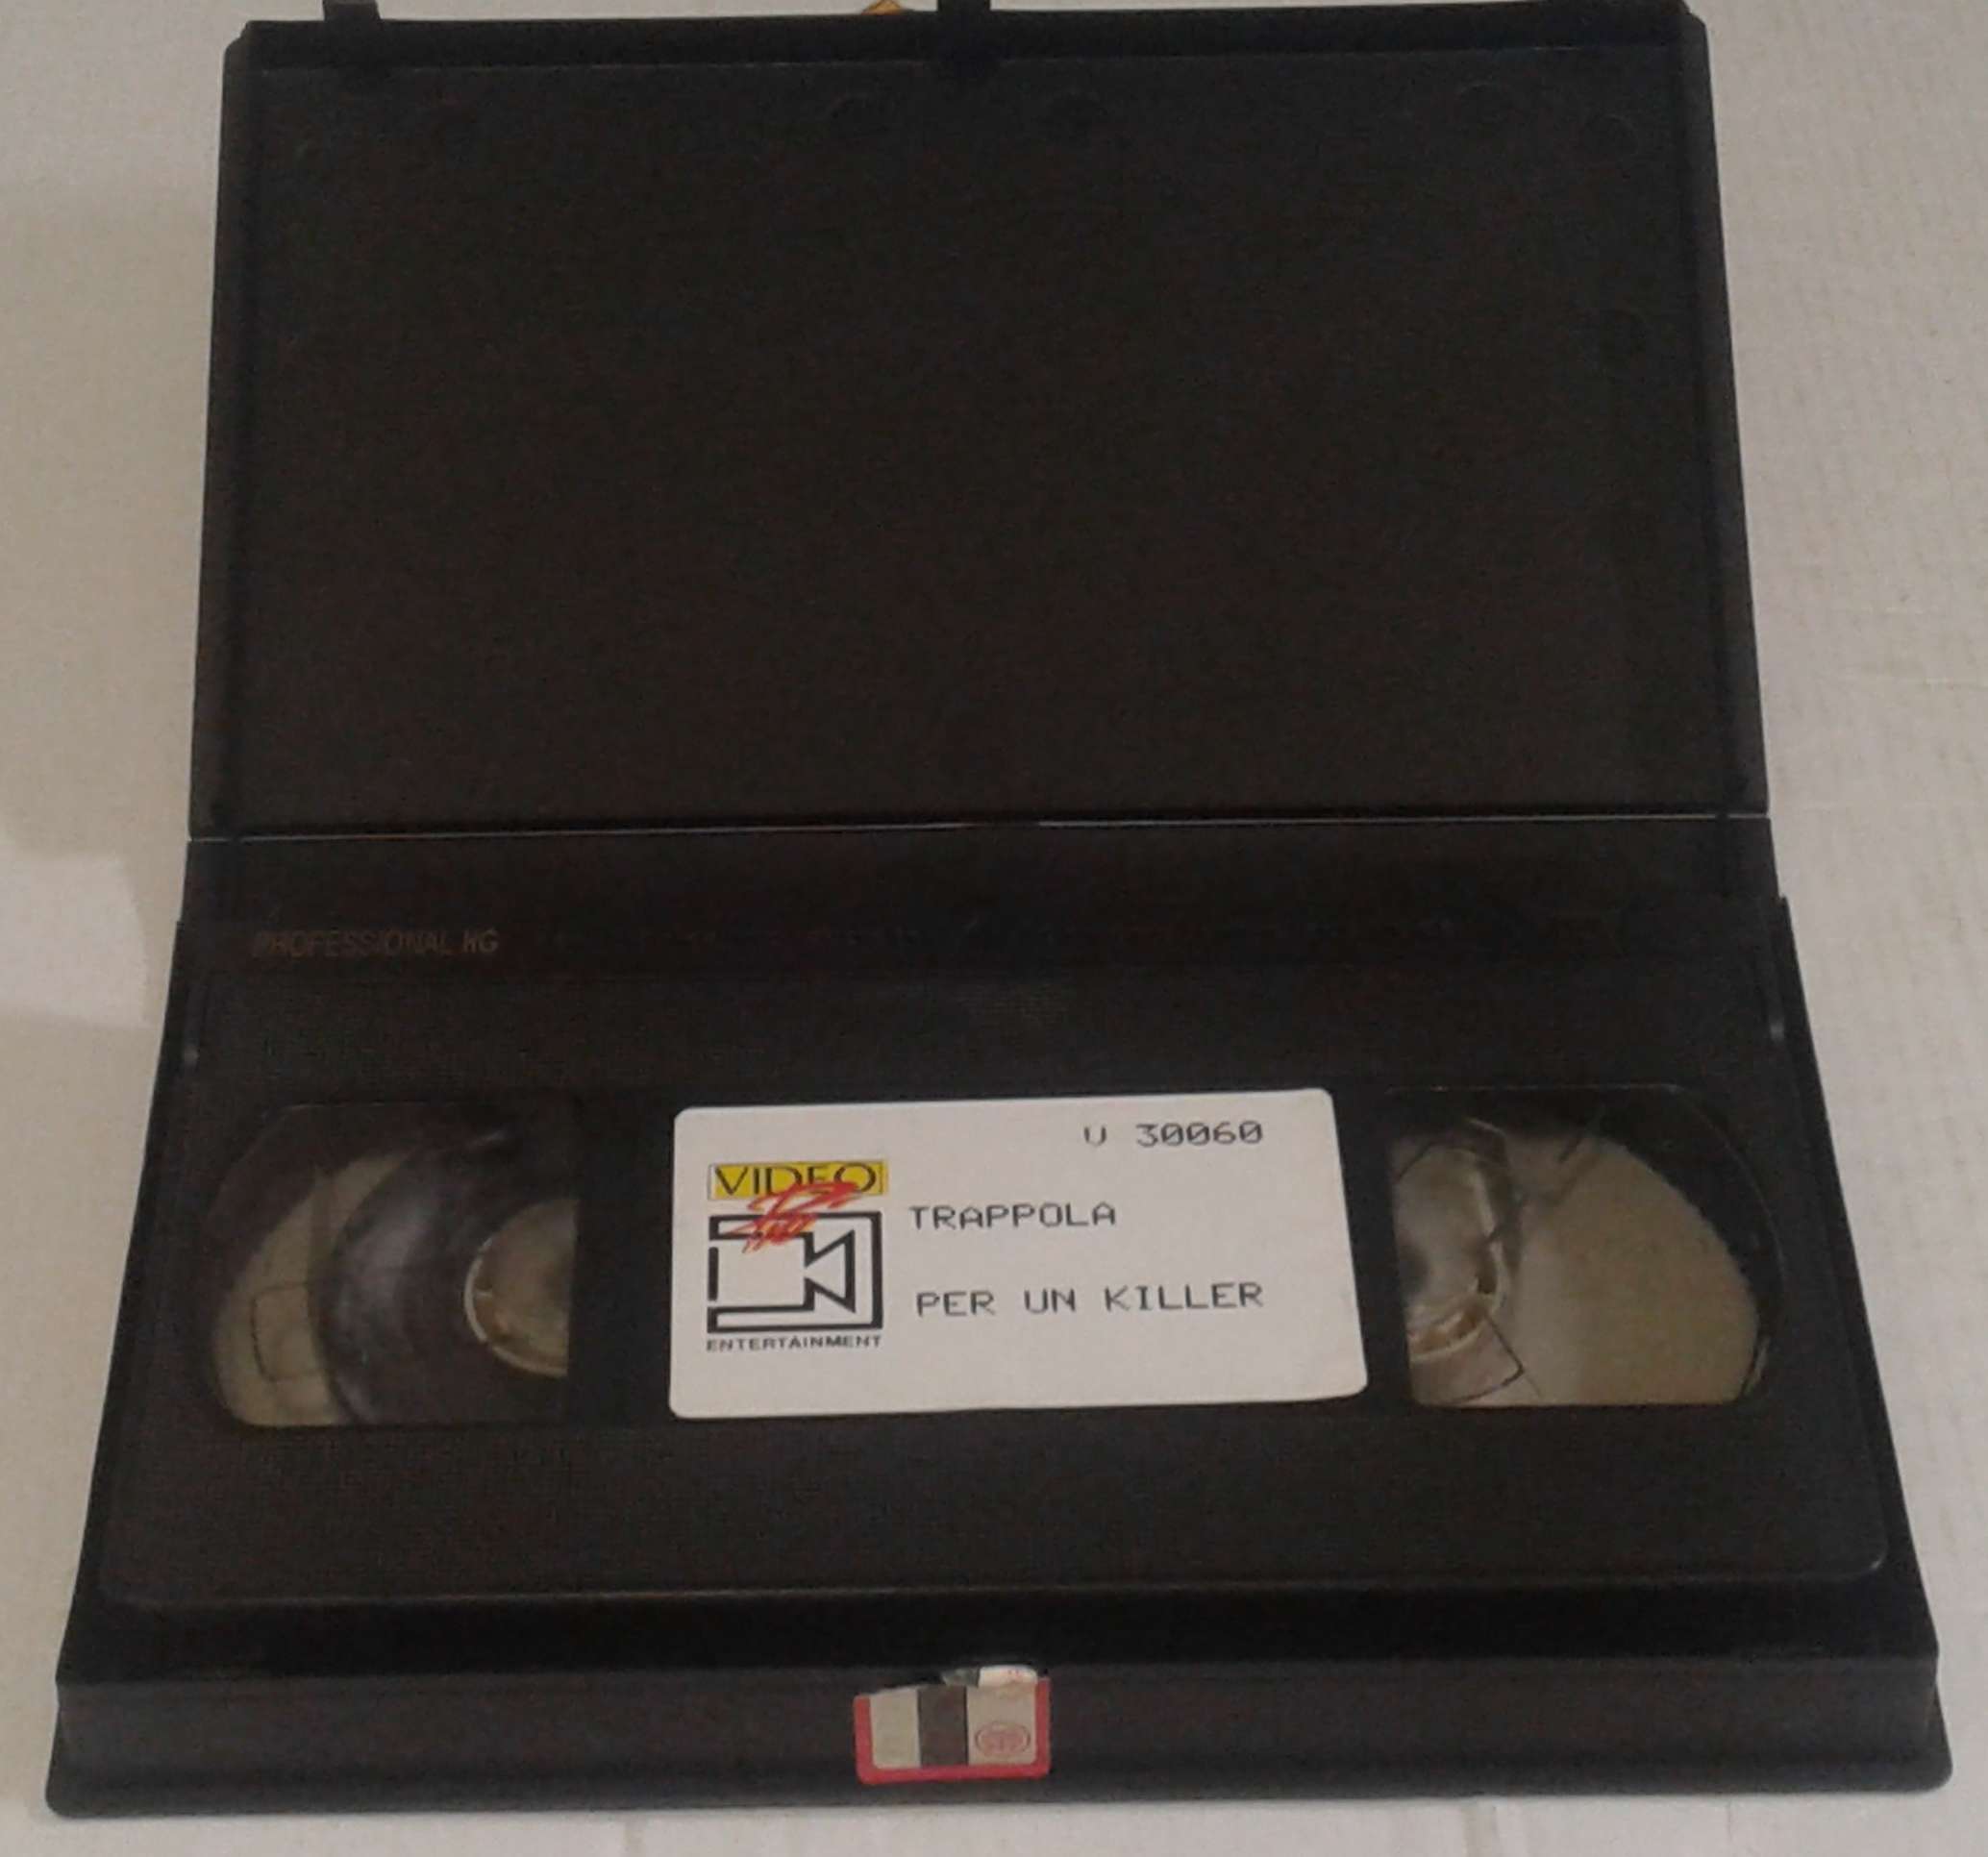 PROFESSIONAL HG
V 30060
VIDEO
TRAPPOLA
PER UN KILLER
ENTERTAINMENT